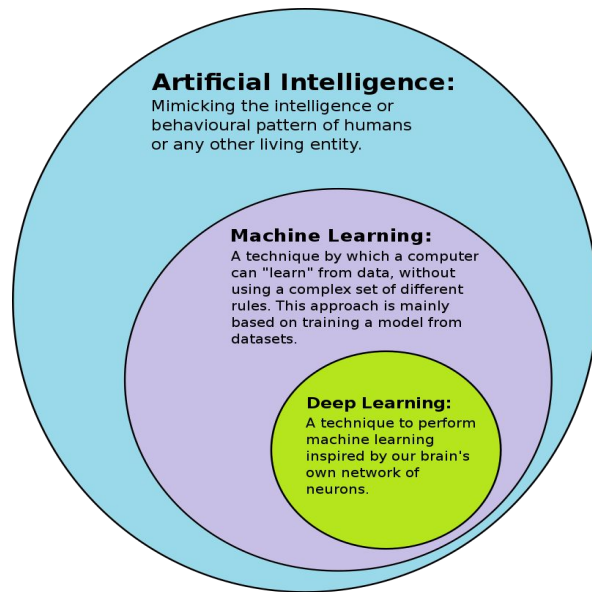 Artificial Intelligence:
Mimicking the intelligence or
behavioural pattern of humans
or any other living entity.
Machine Learning:
A technique by which a computer
can "learn" from data, without
using a complex set of different
rules. This approach is mainly
based on training a model from
datasets.
Deep Learning:
A technique to perform
machine learning
inspired by our brain's
own network of
neurons.